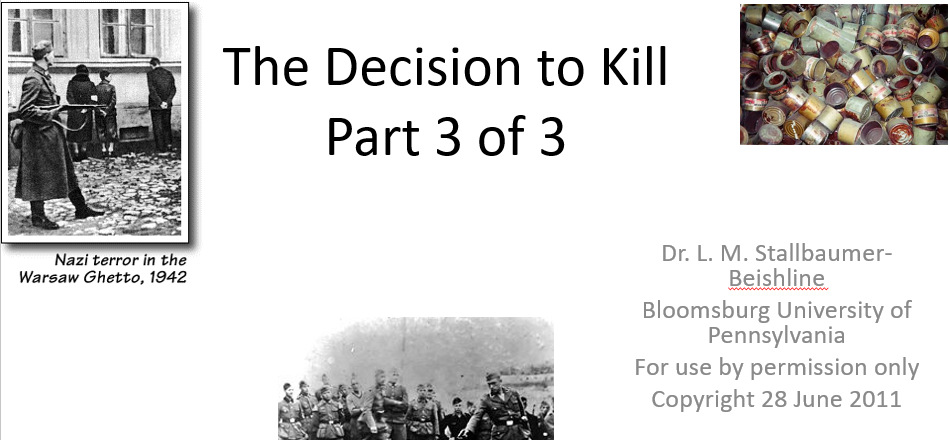 The Decision to Kill
Part 3 of 3
Nazi terror in the
Warsaw Ghetto, 1942
Dr. L. M. Stallbaumer-
Beishline
Bloomsburg University of
Pennsylvania
For use by permission only
Copyright 28 June 2011